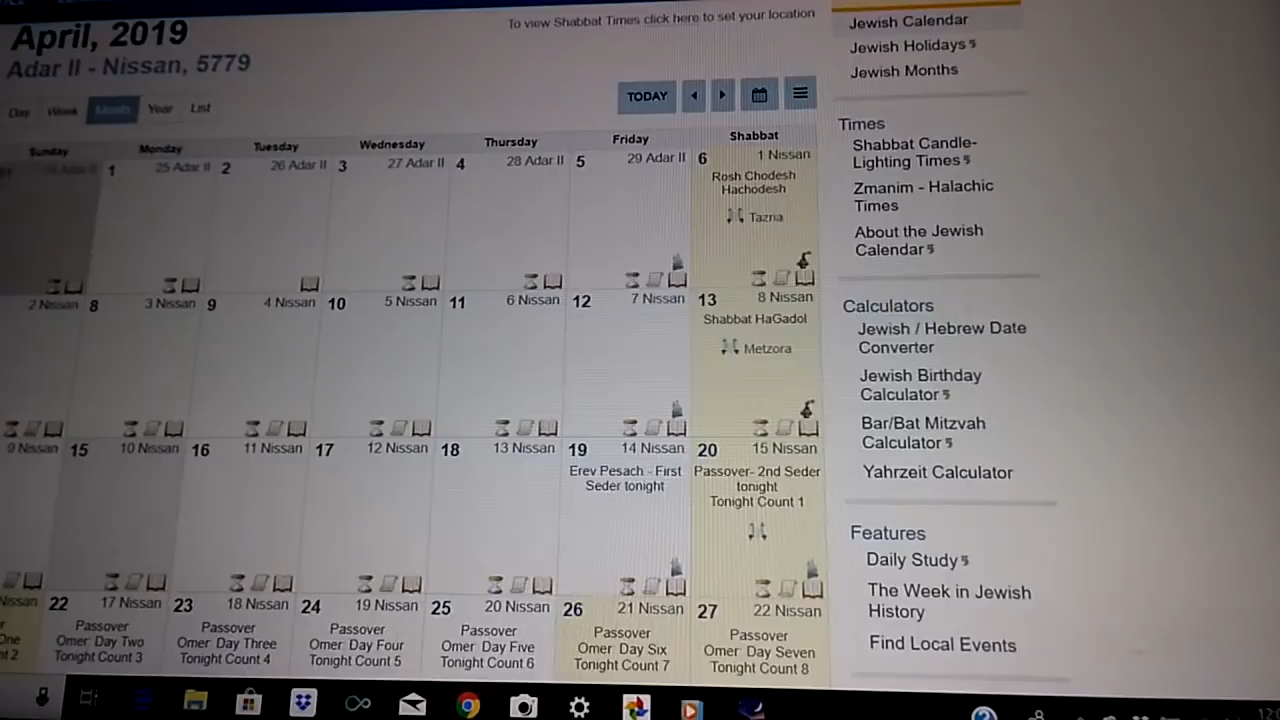 To view Shabbat Times click here to set your location
April, 2019
Adar II - Nissan, 5779
Day Week Month Year List
TODAY
Sunday Monday Tuesday Wednesday Thursday Friday Shabbat
1 25 Adar II 2 26 Adar II 3 27 Adar II 4 28 Adar II 5 29 Adar II 6 1 Nissan
Rosh Chodesh
Hachodesh
Tazria
2 Nissan 8 3 Nissan 9 4 Nissan 10 5 Nissan 11 6 Nissan 12 7 Nissan 13 8 Nissan
Shabbat HaGadol
Metzora
9 Nissan 15 10 Nissan 16 11 Nissan 17 12 Nissan 18 13 Nissan 19 14 Nissan 20 15 Nissan
Erev Pesach - First
Seder tonight
Passover- 2nd Seder
tonight
Tonight Count 1
Nissan 22 17 Nissan 23 18 Nissan 24 19 Nissan 25 20 Nissan 26 21 Nissan 27 22 Nissan
One
Passover
Omer: Day Two
Tonight Count 3
Passover
Omer: Day Three
Tonight Count 4
Passover
Omer: Day Four
Tonight Count 5
Passover
Omer: Day Five
Tonight Count 6
Passover
Omer: Day Six
Tonight Count 7
Passover
Omer: Day Seven
Tonight Count 8
Jewish Calendar
Jewish Holidays
Jewish Months
Times
Shabbat Candle-
Lighting Times
Zmanim - Halachic
Times
About the Jewish
Calendar
Calculators
Jewish / Hebrew Date
Converter
Jewish Birthday
Calculator
Bar/Bat Mitzvah
Calculator
Yahrzeit Calculator
Features
Daily Study
The Week in Jewish
History
Find Local Events